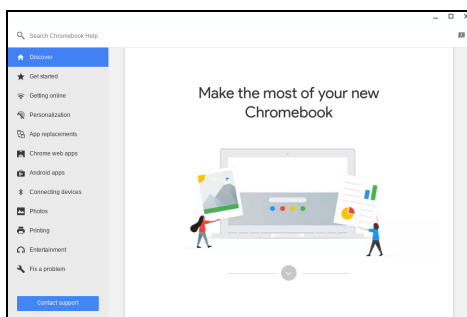 Search Chromebook Help
Discover
Get started
Getting online
Personalization
App replacements
Chrome web apps
Android apps
Connecting devices
Photos
Printing
Entertainment
Fix a problem
Contact support
Make the most of your new
Chromebook